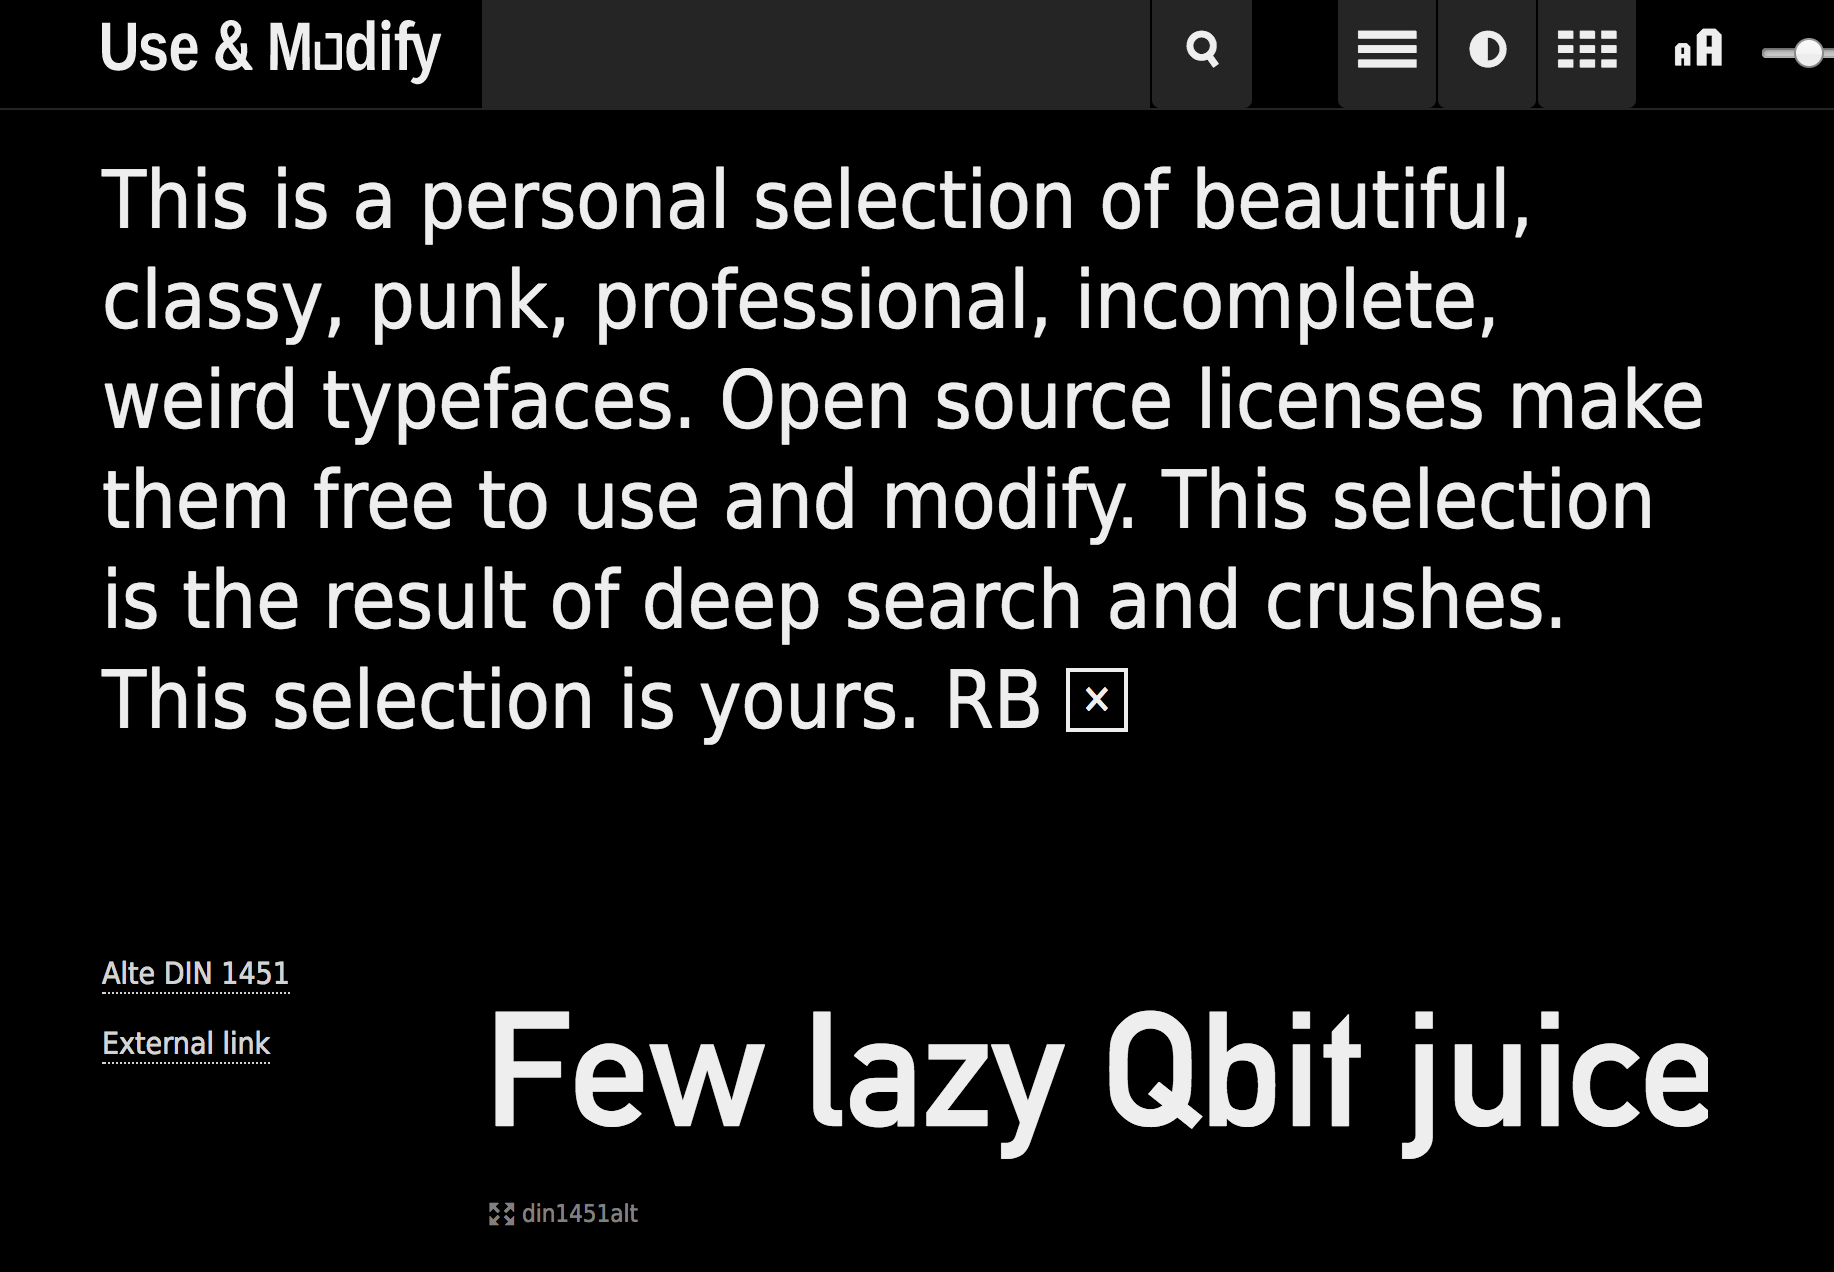 Use & Modify
aA
This is a personal selection of beautiful,
classy, punk, professional, incomplete,
weird typefaces. Open source licenses make
them free to use and modify. This selection
is the result of deep search and crushes.
This selection is yours. RB ×
Alte DIN 1451
External link
Few lazy Qbit juice
din1451alt